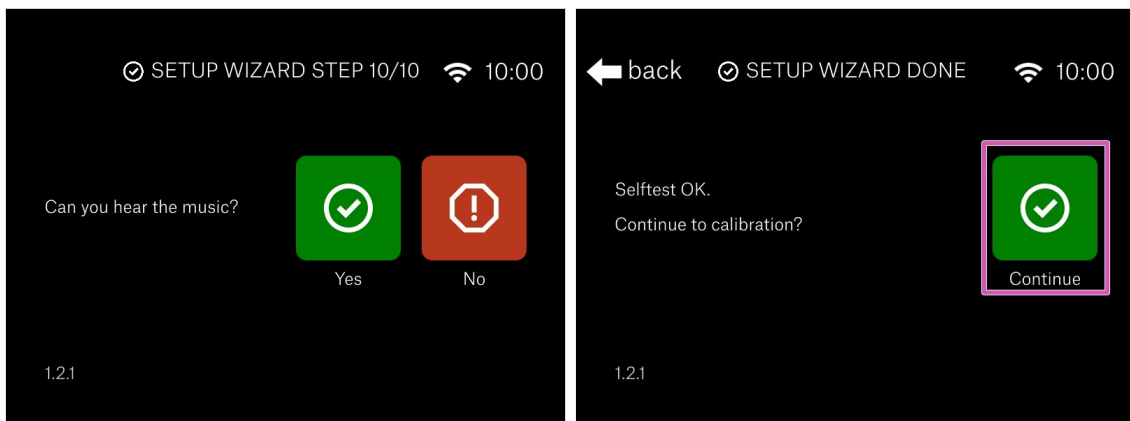 SETUP WIZARD STEP 10/10 10:00
Can you hear the music?
Yes
No
1.2.1
back SETUP WIZARD DONE 10:00
Selftest OK.
Continue to calibration?
Continue
1.2.1